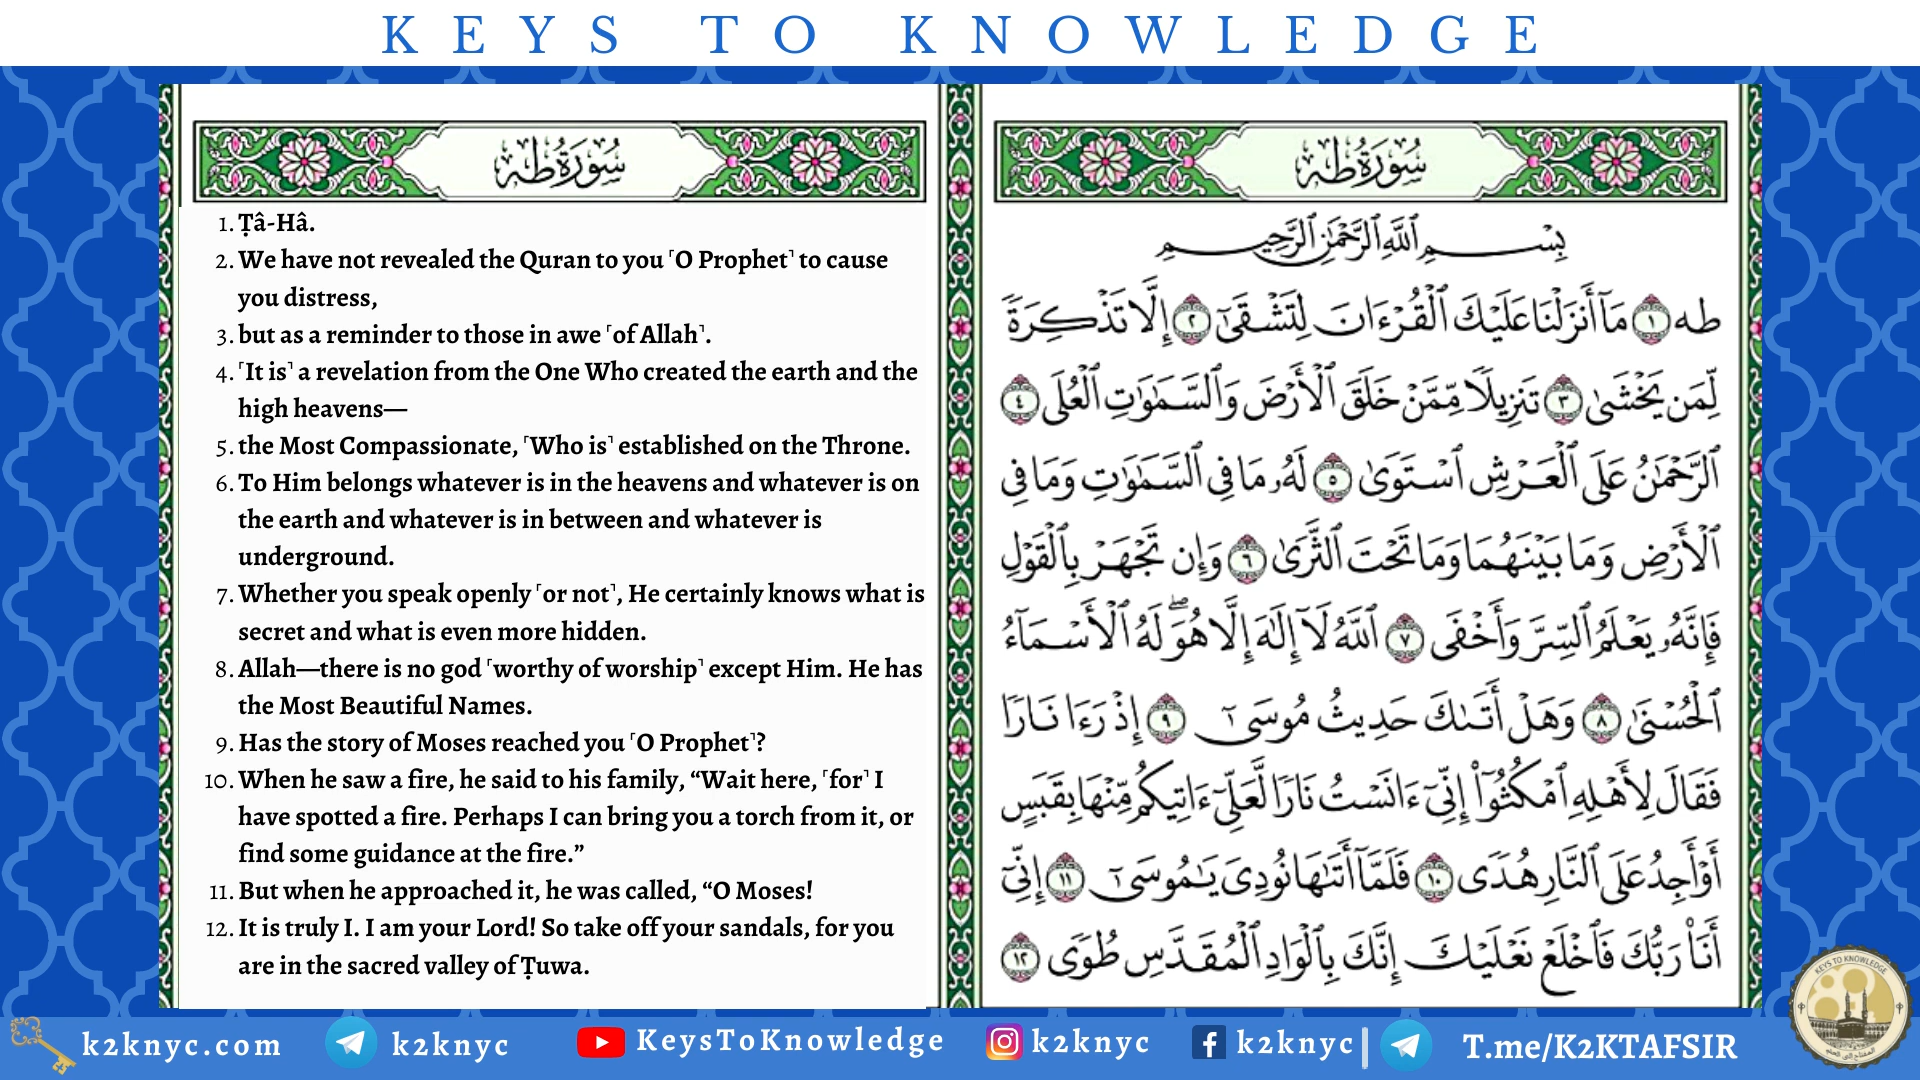 KEYS TO KNOWLEDGE
سُورَةُ طه
1. Ṭâ-Hâ.
2. We have not revealed the Quran to you ˹O Prophet˺ to cause
you distress,
3. but as a reminder to those in awe ˹of Allah˺.
4. ˹It is˺ a revelation from the One Who created the earth and the
high heavens—
5. the Most Compassionate, ˹Who is˺ established on the Throne.
6. To Him belongs whatever is in the heavens and whatever is on
the earth and whatever is in between and whatever is
underground.
7. Whether you speak openly ˹or not˺, He certainly knows what is
secret and what is even more hidden.
8. Allah—there is no god ˹worthy of worship˺ except Him. He has
the Most Beautiful Names.
9. Has the story of Moses reached you ˹O Prophet˺?
10. When he saw a fire, he said to his family, “Wait here, ˹for˺ I
have spotted a fire. Perhaps I can bring you a torch from it, or
find some guidance at the fire.”
11. But when he approached it, he was called, “O Moses!
12. It is truly I. I am your Lord! So take off your sandals, for you
are in the sacred valley of Ṭuwa.
سُورَةُ طه
بِسْمِ ٱللَّهِ ٱلرَّحْمَٰنِ ٱلرَّحِيمِ
طه ١ مَآ أَنزَلْنَا عَلَيْكَ ٱلْقُرْءَانَ لِتَشْقَىٰٓ ٢ إِلَّا تَذْكِرَةً
لِّمَن يَخْشَىٰ ٣ تَنزِيلًا مِّمَّنْ خَلَقَ ٱلْأَرْضَ وَٱلسَّمَٰوَٰتِ ٱلْعُلَى ٤
ٱلرَّحْمَٰنُ عَلَى ٱلْعَرْشِ ٱسْتَوَىٰ ٥ لَهُۥ مَا فِى ٱلسَّمَٰوَٰتِ وَمَا فِى
ٱلْأَرْضِ وَمَا بَيْنَهُمَا وَمَا تَحْتَ ٱلثَّرَىٰ ٦ وَإِن تَجْهَرْ بِٱلْقَوْلِ
فَإِنَّهُۥ يَعْلَمُ ٱلسِّرَّ وَأَخْفَى ٧ ٱللَّهُ لَآ إِلَٰهَ إِلَّا هُوَ ۖ لَهُ ٱلْأَسْمَآءُ
ٱلْحُسْنَىٰ ٨ وَهَلْ أَتَىٰكَ حَدِيثُ مُوسَىٰٓ ٩ إِذْ رَءَا نَارًا
فَقَالَ لِأَهْلِهِ ٱمْكُثُوٓا۟ إِنِّىٓ ءَانَسْتُ نَارًا لَّعَلِّىٓ ءَاتِيكُم مِّنْهَا بِقَبَسٍ
أَوْ أَجِدُ عَلَى ٱلنَّارِ هُدًى ١٠ فَلَمَّآ أَتَىٰهَا نُودِىَ يَٰمُوسَىٰٓ ١١ إِنِّىٓ
أَنَا۠ رَبُّكَ فَٱخْلَعْ نَعْلَيْكَ إِنَّكَ بِٱلْوَادِ ٱلْمُقَدَّسِ طُوًى ١٢
KEYS TO KNOWLEDGE
k2knyc.com k2knyc KeysToKnowledge k2knyc k2knyc | T.me/K2KTAFSIR